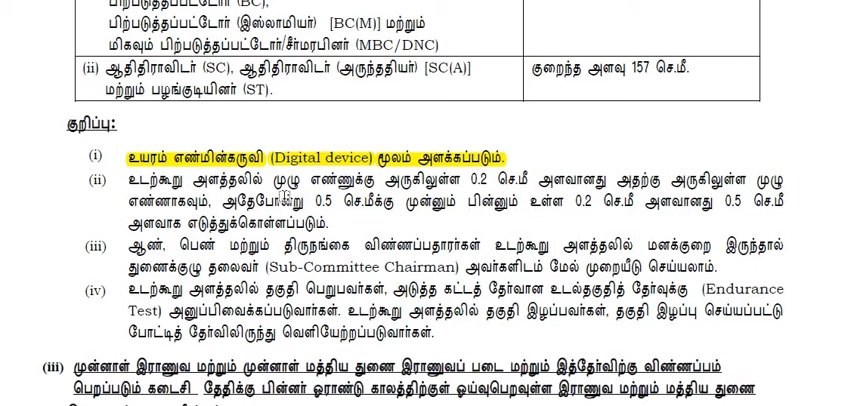 பிற்படுத்தப்பட்டோர் (BC),
பிற்படுத்தப்பட்டோர் (இஸ்லாமியர்) [BC(M)] மற்றும்
மிகவும் பிற்படுத்தப்பட்டோர்/சீர்மரபினர் (MBC/DNC)
(ii) ஆதிதிராவிடர் (SC), ஆதிதிராவிடர் (அருந்ததியர்) [SC(A)] குறைந்த அளவு 157 செ.மீ.
மற்றும் பழங்குடியினர் (ST).
குறிப்பு:
(i) உயரம் எண்மின்கருவி (Digital device) மூலம் அளக்கப்படும்.
(ii) உடற்கூறு அளத்தலில் முழு எண்ணுக்கு அருகிலுள்ள 0.2 செ.மீ அளவானது அதற்கு அருகிலுள்ள முழு
எண்ணாகவும், அதேபோன்று 0.5 செ.மீக்கு முன்னும் பின்னும் உள்ள 0.2 செ.மீ அளவானது 0.5 செ.மீ
அளவாக எடுத்துக்கொள்ளப்படும்.
(iii) ஆண், பெண் மற்றும் திருநங்கை விண்ணப்பதாரர்கள் உடற்கூறு அளத்தலில் மனக்குறை இருந்தால்
துணைக்குழு தலைவர் (Sub-Committee Chairman) அவர்களிடம் மேல் முறையீடு செய்யலாம்.
(iv) உடற்கூறு அளத்தலில் தகுதி பெறுபவர்கள், அடுத்த கட்டத் தேர்வான உடல்தகுதித் தேர்வுக்கு (Endurance
Test) அனுப்பிவைக்கப்படுவார்கள். உடற்கூறு அளத்தலில் தகுதி இழப்பவர்கள், தகுதி இழப்பு செய்யப்பட்டு
போட்டித் தேர்விலிருந்து வெளியேற்றப்படுவார்கள்.
(iii) முன்னாள் இராணுவ மற்றும் முன்னாள் மத்திய துணை இராணுவப் படை மற்றும் இத்தேர்விற்கு விண்ணப்பம்
பெறப்படும் கடைசி தேதிக்கு பின்னர் ஓராண்டு காலத்திற்குள் ஓய்வுபெறவுள்ள இராணுவ மற்றும் மத்திய துணை